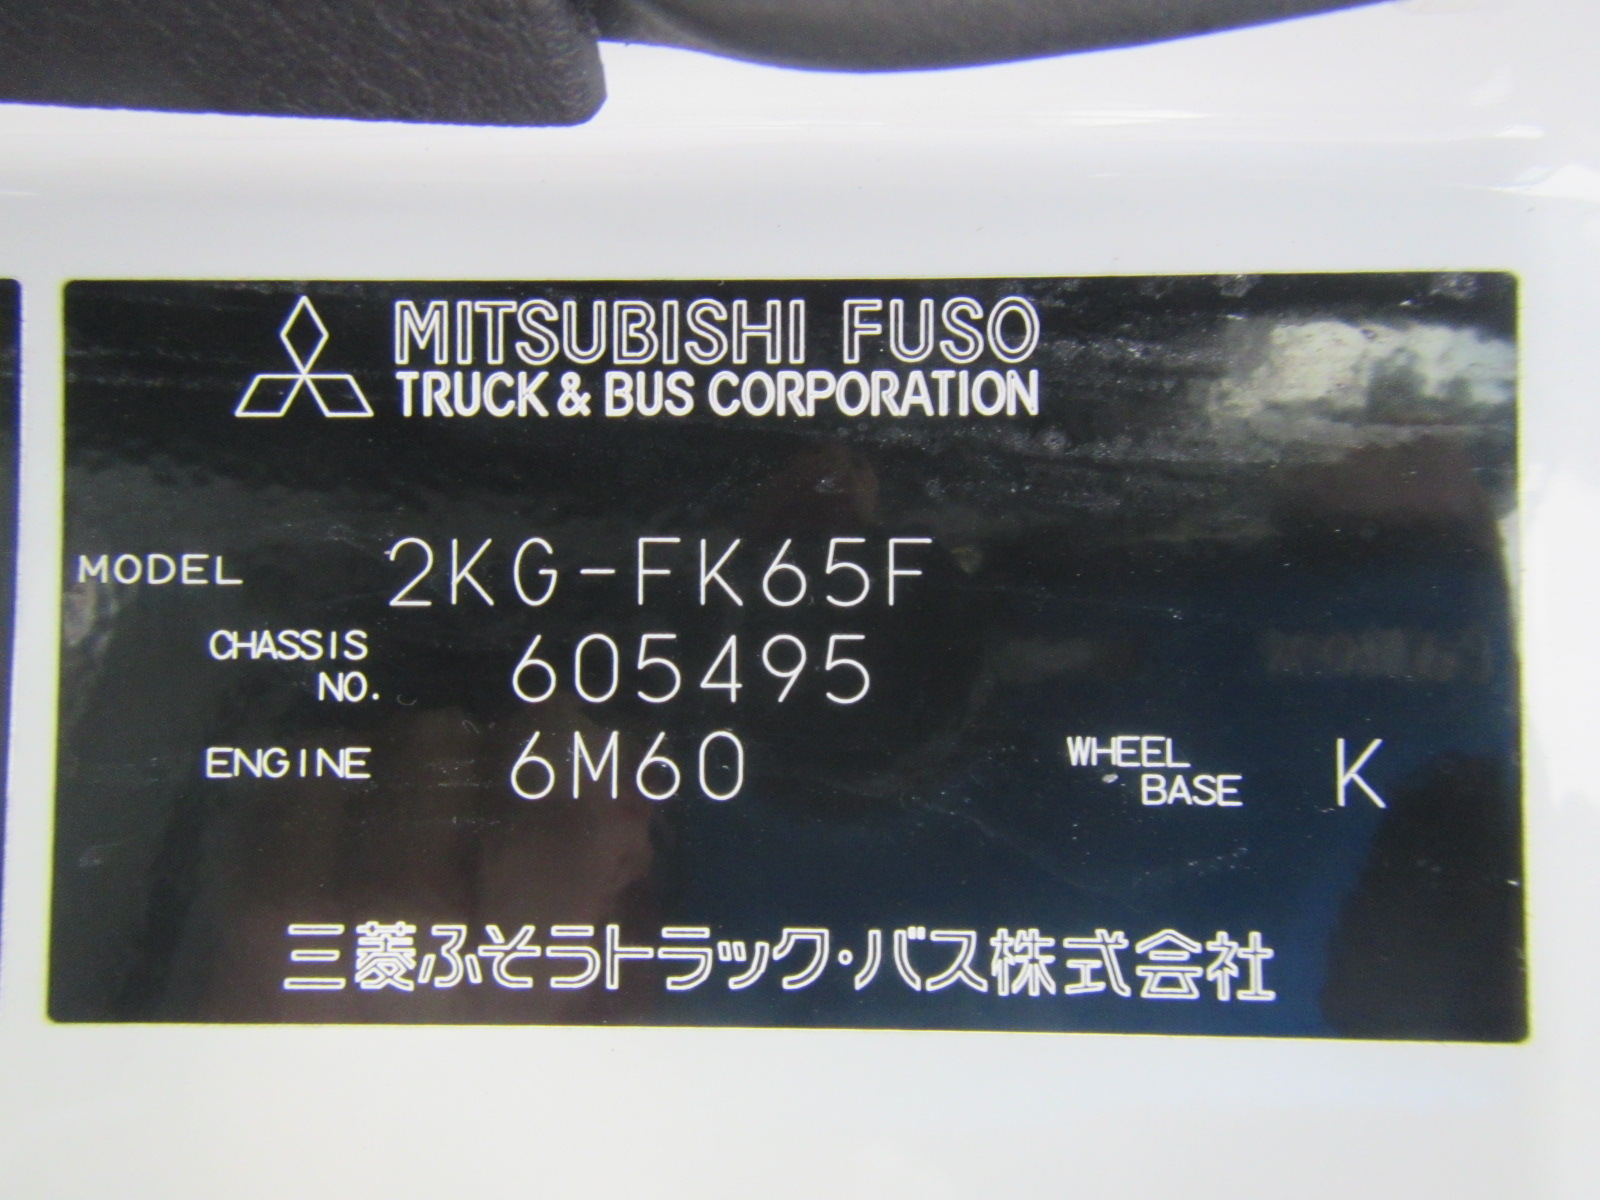 MITSUBISHI FUSO
TRUCK & BUS CORPORATION
MODEL 2KG-FK65F
CHASSIS NO. 605495
ENGINE 6M60 WHEEL BASE K
三菱ふそうトラック・バス株式会社